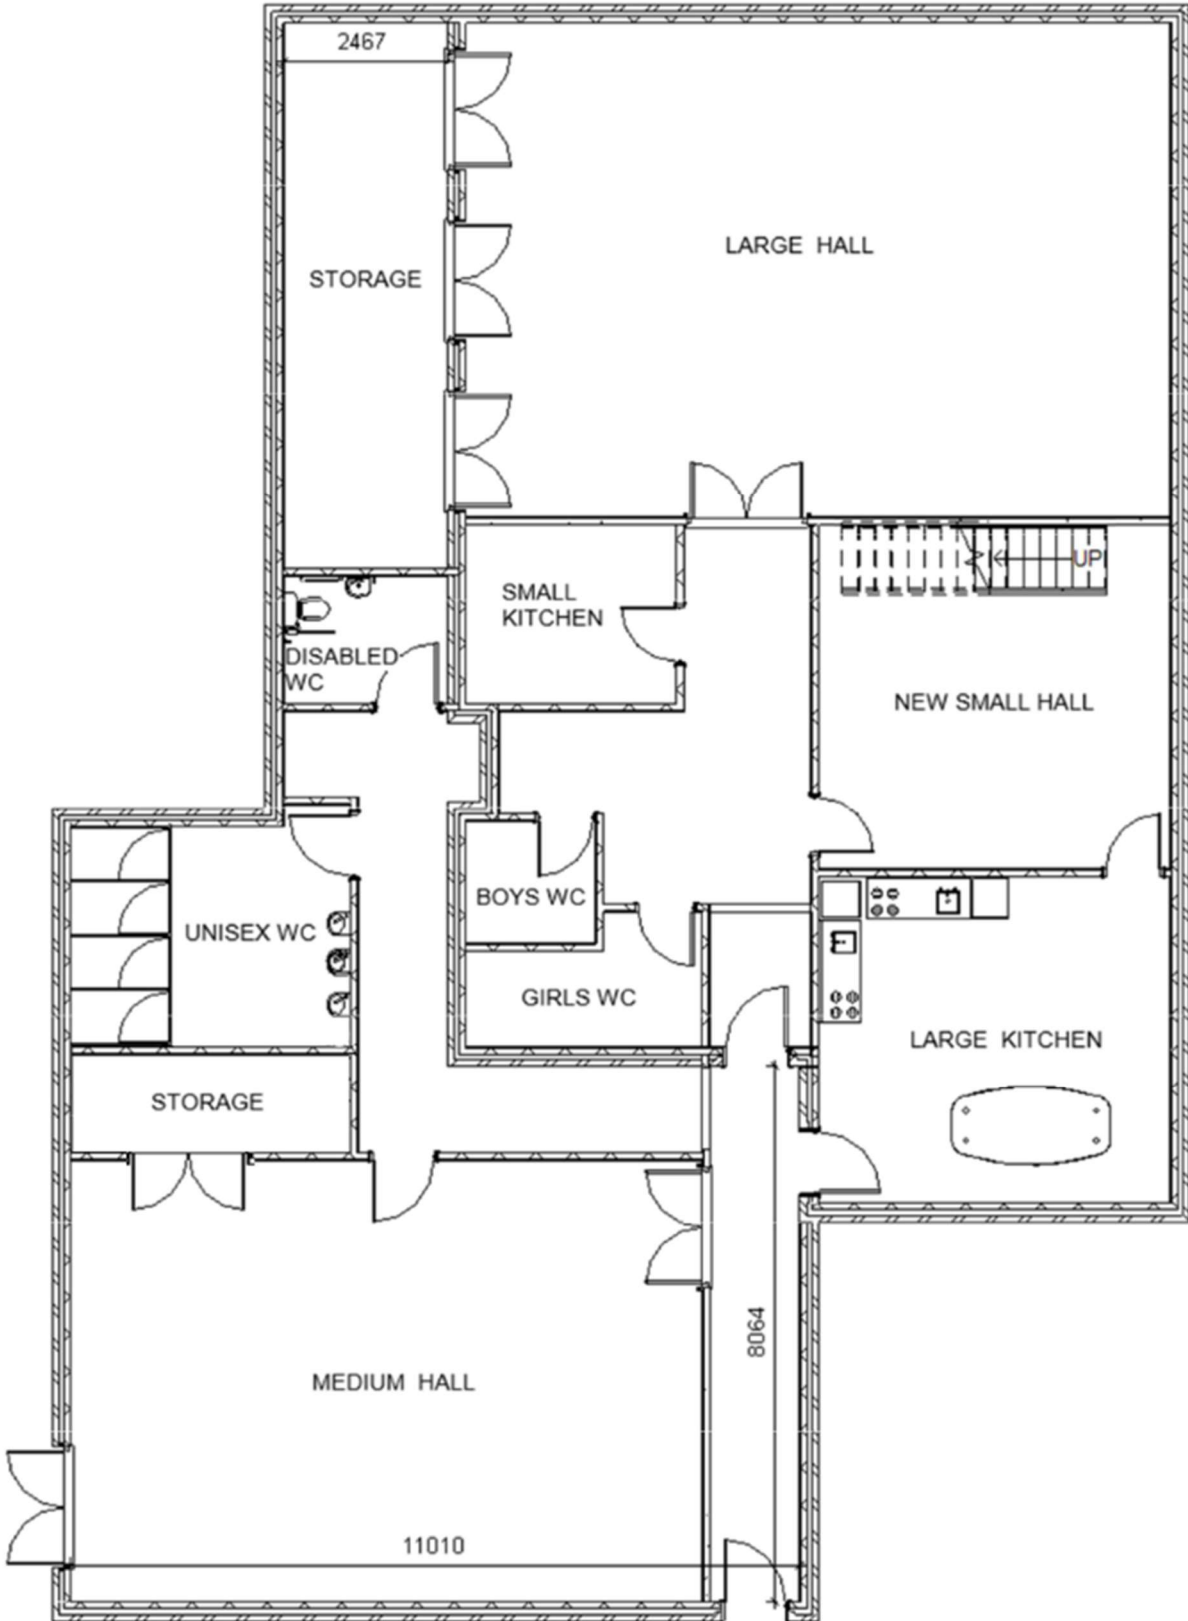 2467
LARGE HALL
STORAGE
UP
SMALL
KITCHEN
DISABLED
WC
NEW SMALL HALL
BOYS WC
UNISEX WC
GIRLS WC
LARGE KITCHEN
STORAGE
8064
MEDIUM HALL
11010